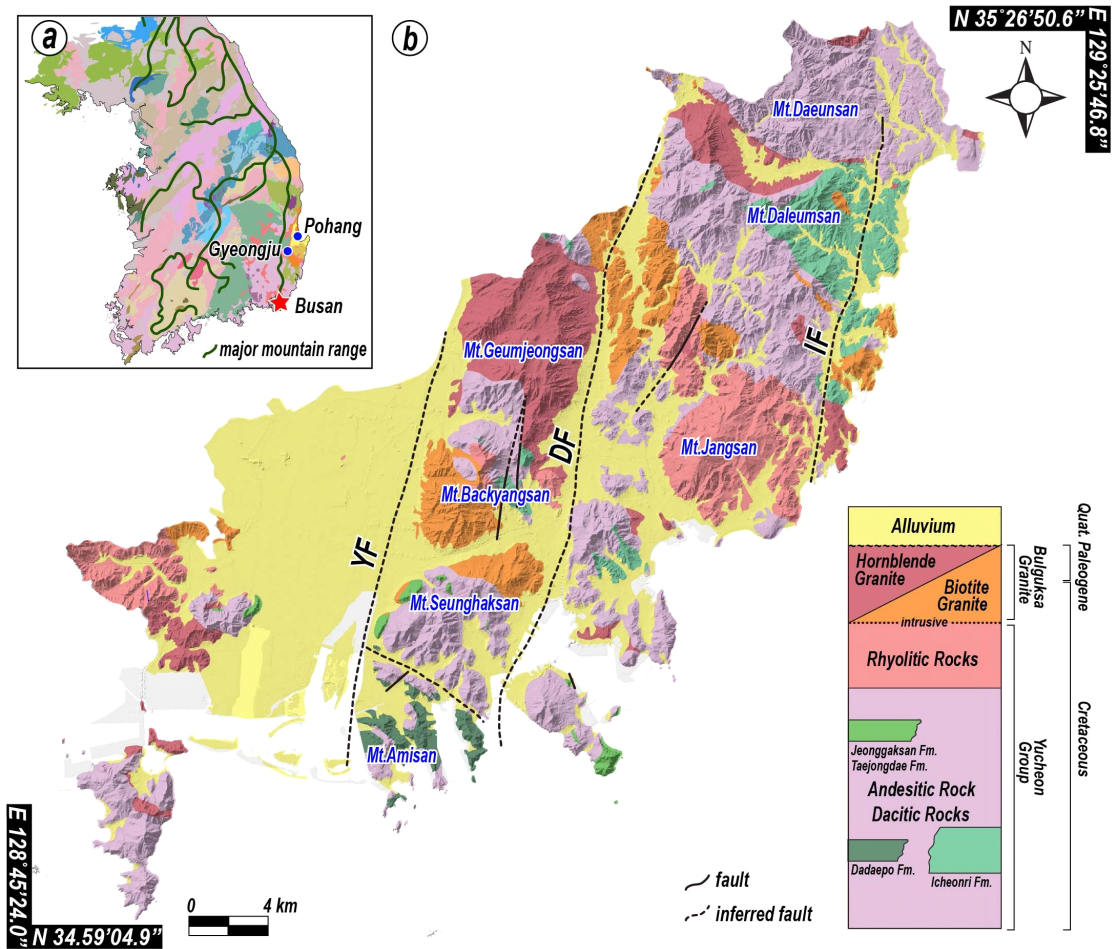 a
Pohang
Gyeongju
Busan
major mountain range
b
N 35°26'50.6"
E 129°25'46.8"
N
Mt.Daeunsan
Mt.Daleumsan
Mt.Geumjeongsan
IF
DF
Mt.Jangsan
Mt.Backyangsan
YF
Mt.Seunghaksan
Mt.Amisan
Alluvium
Hornblende
Granite
Biotite
Granite
intrusive
Rhyolitic Rocks
Jeonggaksan Fm.
Taejongdae Fm.
Andesitic Rock
Dacitic Rocks
Dadaepo Fm.
Icheonri Fm.
Quat.
Paleogene
Cretaceous
Bulguksa
Granite
Yucheon
Group
fault
inferred fault
0 4 km
E 128°45'24.0"
N 34.59'04.9"